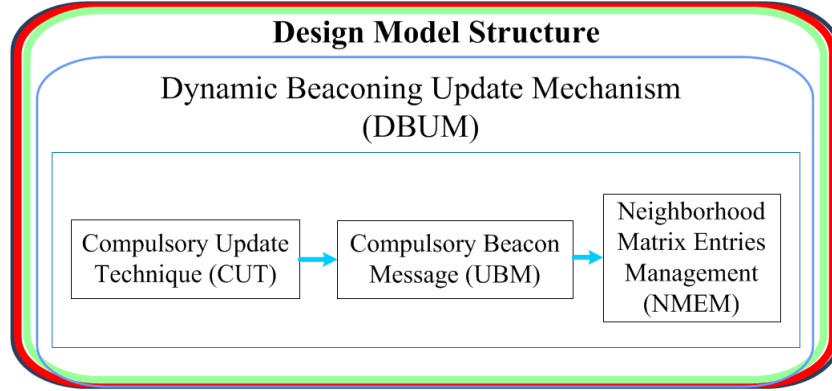 Design Model Structure
Dynamic Beaconing Update Mechanism
(DBUM)
Compulsory Update
Technique (CUT)
Compulsory Beacon
Message (UBM)
Neighborhood
Matrix Entries
Management
(NMEM)